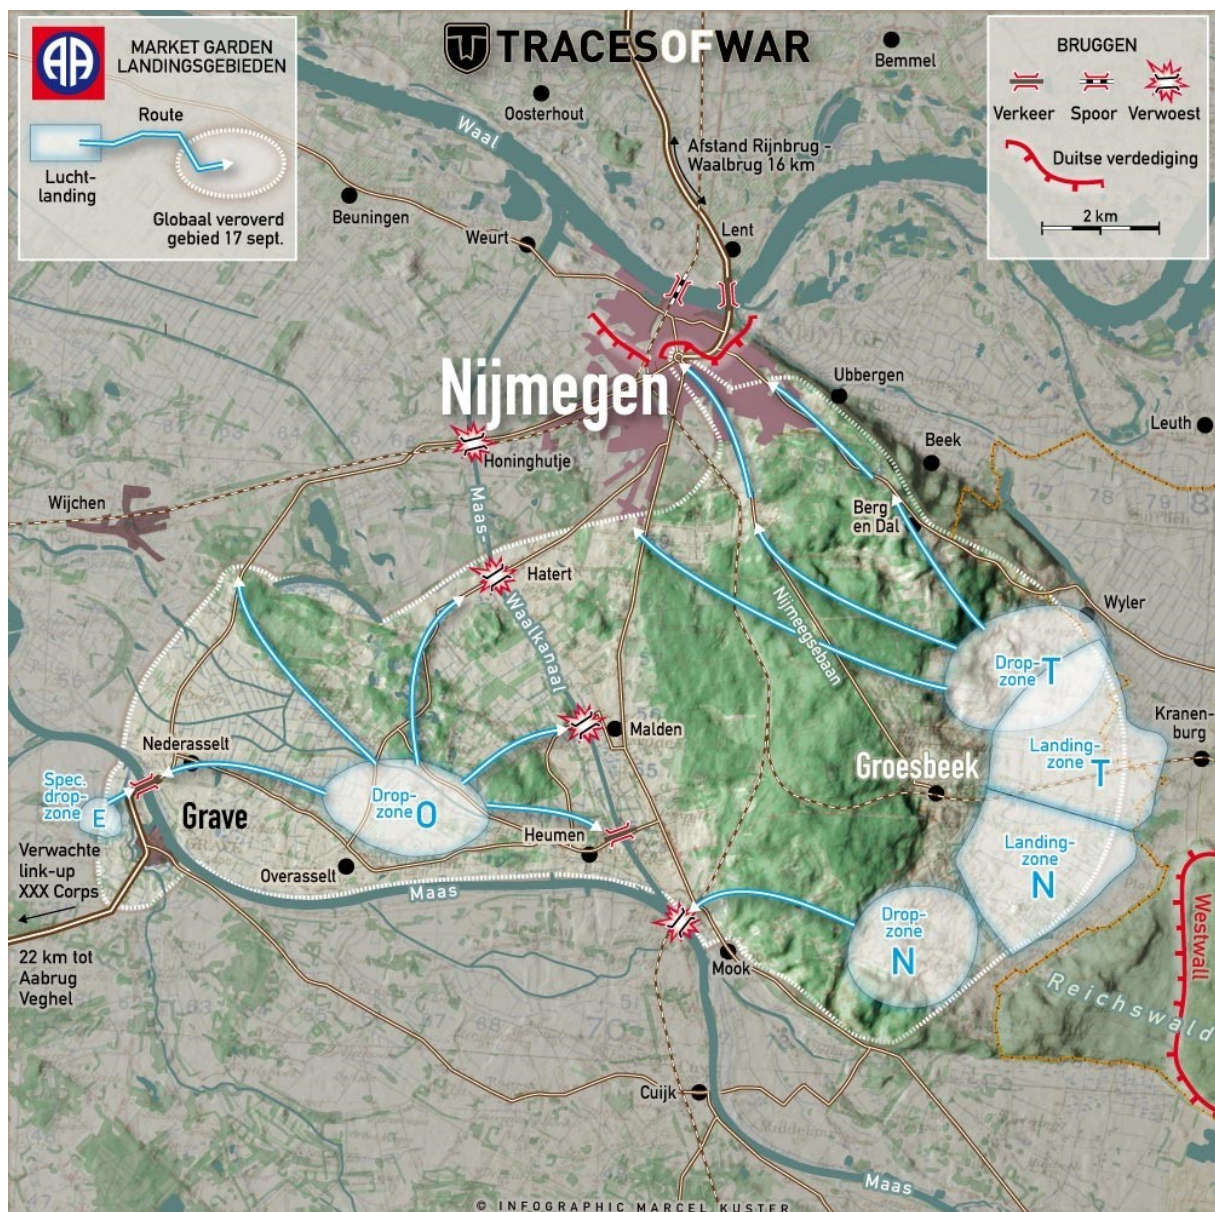 AA
MARKET GARDEN
LANDINGSGEBIEDEN
Route
Lucht-
landing
Globaal veroverd
gebied 17 sept.
TW TRACESOFWAR
BRUGGEN
Verkeer Spoor Verwoest
Duitse verdediging
2 km
Bemmel
Oosterhout
Waal
Afstand Rijnbrug -
Waalbrug 16 km
Beuningen
Weurt
Lent
Nijmegen
Ubbergen
Leuth
Beek
Honinghutje
Wijchen
Maas-
Waalkanaal
Berg
en Dal
Hatert
Nijmeegsebaan
Wyler
Drop-
zone T
Kranen-
burg
Malden
Landing-
zone T
Nederasselt
Groesbeek
Spec.
drop-
zone
E
Grave
Drop-
zone O
Heumen
Landing-
zone
N
Verwachte
link-up
XXX Corps
Overasselt
Maas
Drop-
zone
N
Westwall
22 km tot
Aabrug
Veghel
Mook
Reichswald
Cuijk
Maas
© INFOGRAPHIC MARCEL KUSTER